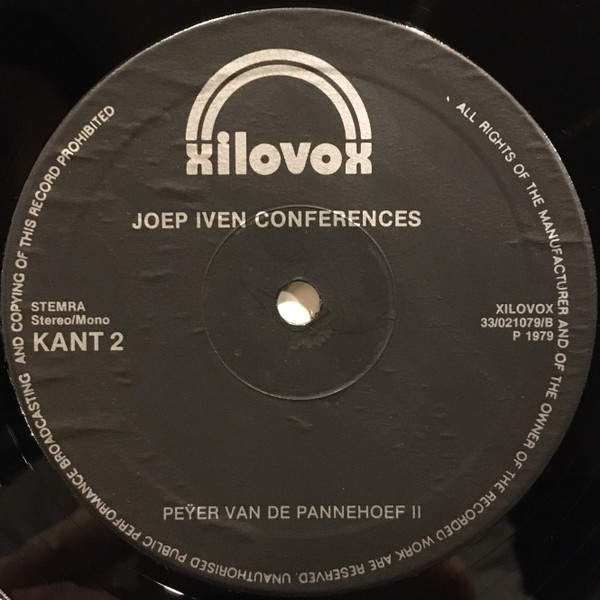 xilovox
JOEP IVEN CONFERENCES
STEMRA
Stereo/Mono
KANT 2
XILOVOX
33/021079/B
P 1979
PEŸER VAN DE PANNEHOEF II
ALL RIGHTS OF THE MANUFACTURER AND OF THE OWNER OF THE RECORDED WORK ARE RESERVED. UNAUTHORISED PUBLIC PERFORMANCE BROADCASTING AND COPYING OF THIS RECORD PROHIBITED